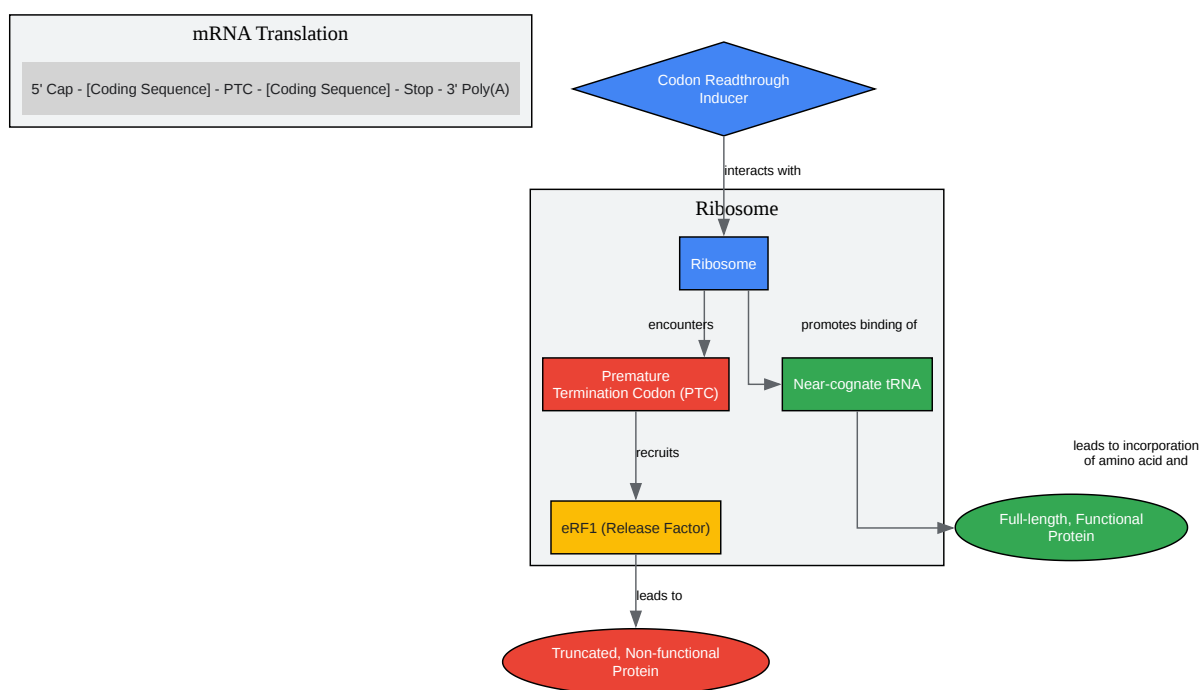 mRNA Translation
5' Cap - [Coding Sequence] - PTC - [Coding Sequence] - Stop - 3' Poly(A)
Codon Readthrough
Inducer
interacts with
Ribosome
Ribosome
encounters
promotes binding of
Premature
Termination Codon (PTC)
Near-cognate tRNA
recruits
leads to incorporation
of amino acid and
eRF1 (Release Factor)
Full-length, Functional
Protein
leads to
Truncated, Non-functional
Protein